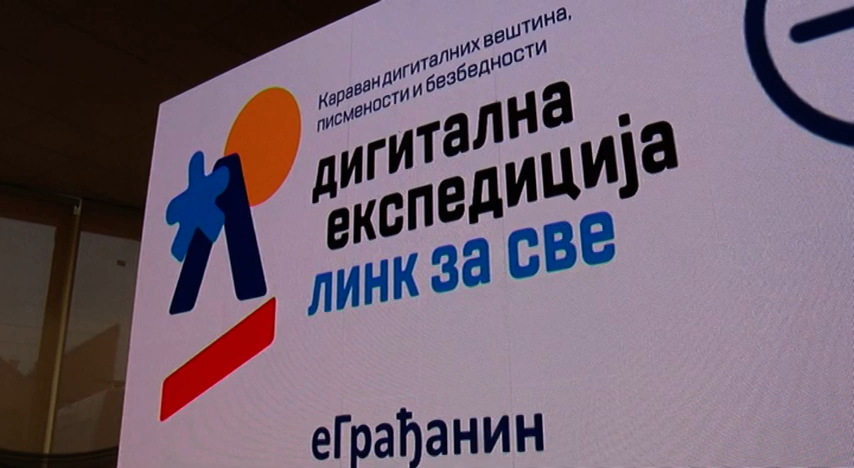 Караван дигиталних вештина,
писмености и безбедности
дигитална
експедиција
линк за све
еГрађанин